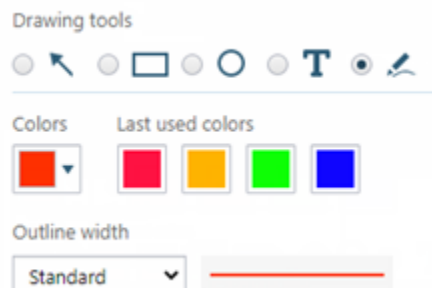 Drawing tools
T
Colors Last used colors
Outline width
Standard